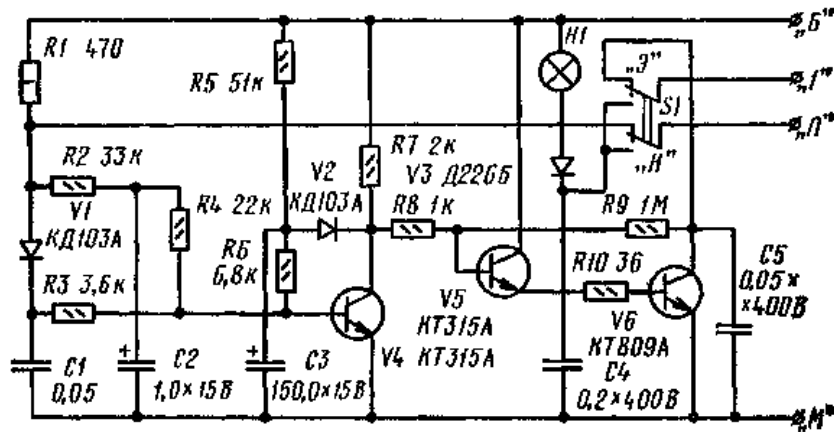 R1 470
R5 51к
H1
„Б"
„Э"
„1"
S1
„П"
„И"
R2 33к
V1
КД103А
R4 22к
V2
КД103А
R7 2к
V3 Д226Б
R8 1к
R9 1М
R3 3,6к
R6
6,8к
V5
КТ315А
R10 36
V6
КТ809А
C5
0,05×
×400В
C1
0,05
C2
1,0×15В
C3
150,0×15В
V4 КТ315А
C4
0,2×400В
„М"